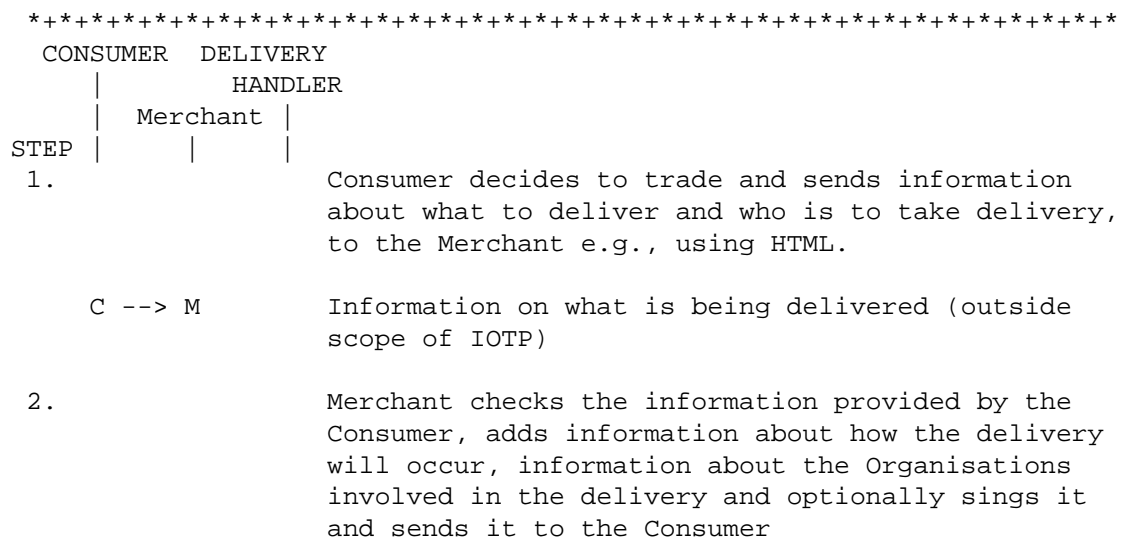 *+*+*+*+*+*+*+*+*+*+*+*+*+*+*+*+*+*+*+*+*+*+*+*+*+*+*+*+*+*+*+*+*+*
CONSUMER DELIVERY
| HANDLER
| Merchant |
STEP | | |
1. Consumer decides to trade and sends information
about what to deliver and who is to take delivery,
to the Merchant e.g., using HTML.
C --> M Information on what is being delivered (outside
scope of IOTP)
2. Merchant checks the information provided by the
Consumer, adds information about how the delivery
will occur, information about the Organisations
involved in the delivery and optionally sings it
and sends it to the Consumer